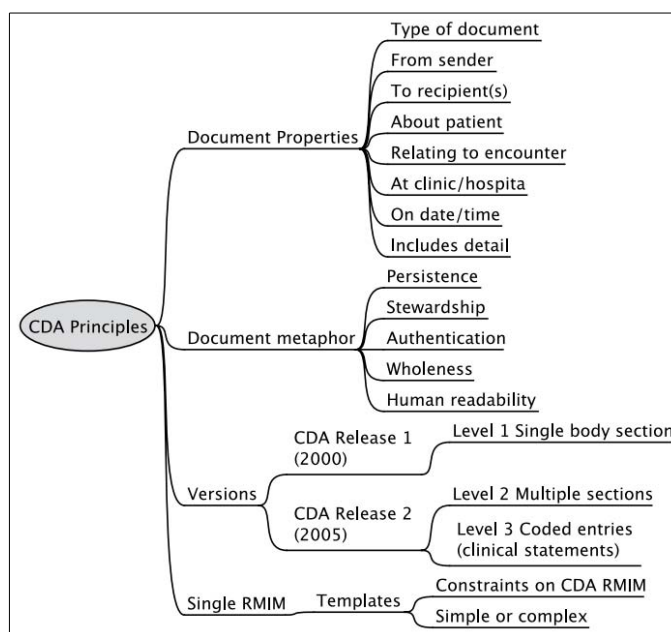 CDA Principles
Document Properties
Type of document
From sender
To recipient(s)
About patient
Relating to encounter
At clinic/hospita
On date/time
Includes detail
Document metaphor
Persistence
Stewardship
Authentication
Wholeness
Human readability
Versions
CDA Release 1
(2000)
Level 1 Single body section
CDA Release 2
(2005)
Level 2 Multiple sections
Level 3 Coded entries
(clinical statements)
Single RMIM
Templates
Constraints on CDA RMIM
Simple or complex